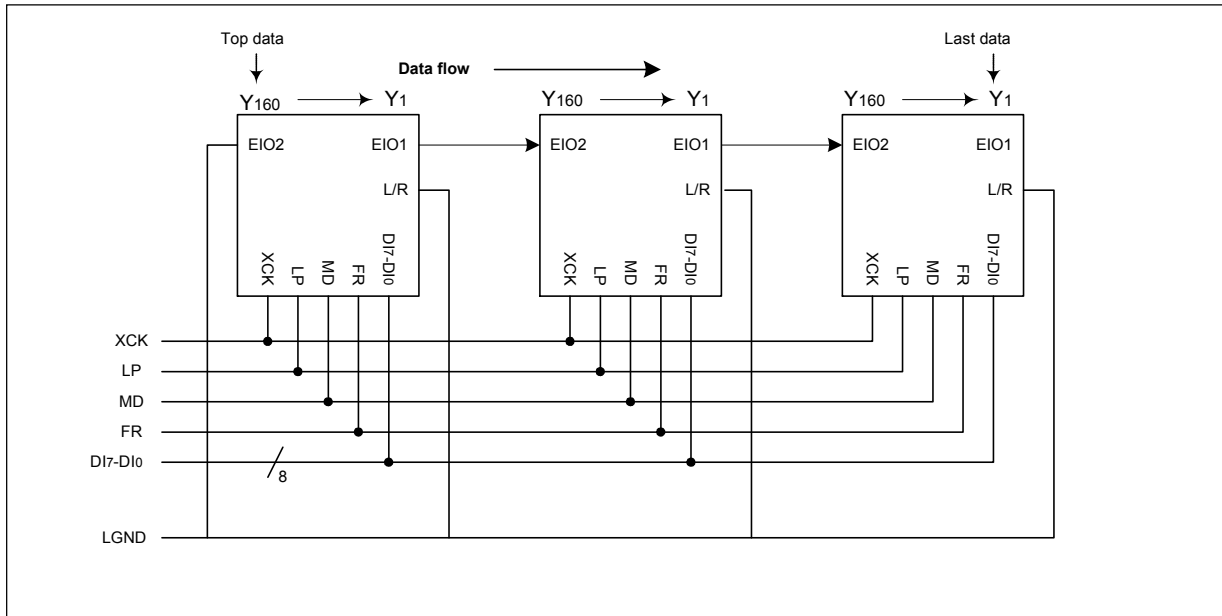 Top data
Last data
Data flow
Y160 Y1 Y160 Y1 Y160 Y1
EIO2 EIO1 EIO2 EIO1 EIO2 EIO1
L/R L/R L/R
XCK LP MD FR DI7-DI0 XCK LP MD FR DI7-DI0 XCK LP MD FR DI7-DI0
XCK
LP
MD
FR
DI7-DI0
8
LGND